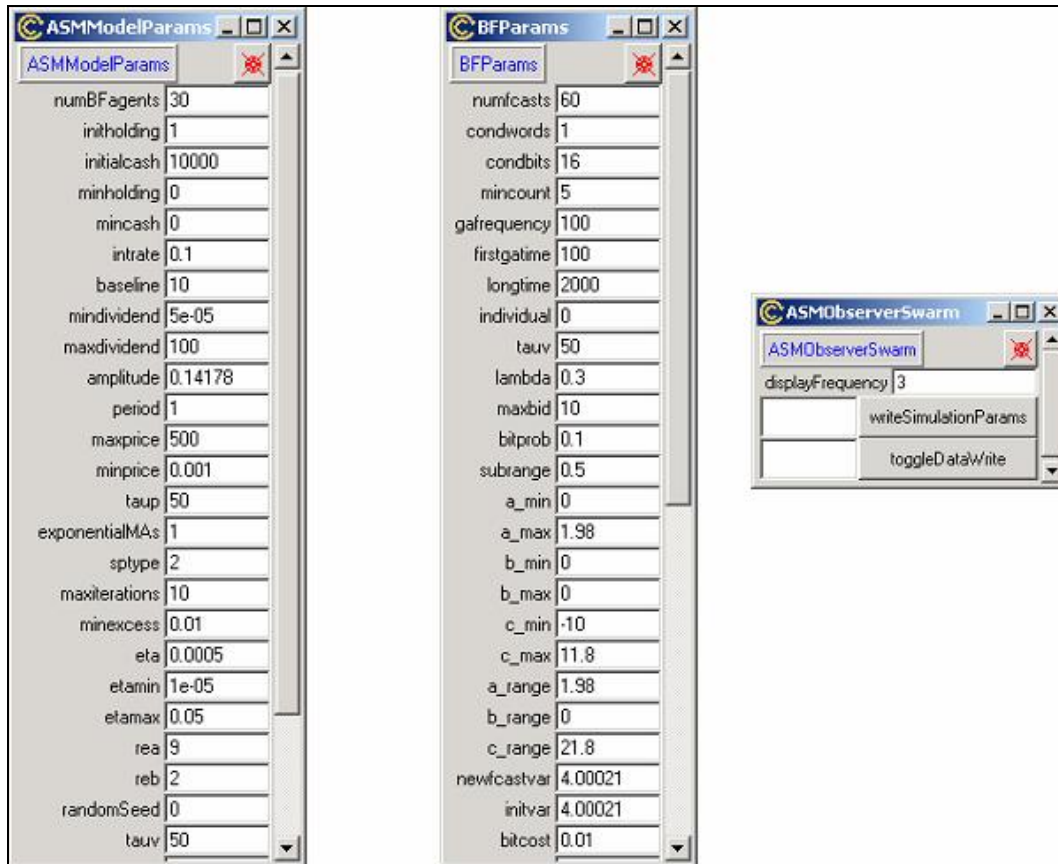 ASMModelParams
ASMModelParams
numBFagents 30
initholding 1
initialcash 10000
minholding 0
mincash 0
intrate 0.1
baseline 10
mindividend 5e-05
maxdividend 100
amplitude 0.14178
period 1
maxprice 500
minprice 0.001
taup 50
exponentialMAs 1
sptype 2
maxiterations 10
minexcess 0.01
eta 0.0005
etamin 1e-05
etamax 0.05
rea 9
reb 2
randomSeed 0
tauv 50
BFParams
BFParams
numfcasts 60
condwords 1
condbits 16
mincount 5
gafrequency 100
firstgatime 100
longtime 2000
individual 0
tauv 50
lambda 0.3
maxbid 10
bitprob 0.1
subrange 0.5
a_min 0
a_max 1.98
b_min 0
b_max 0
c_min -10
c_max 11.8
a_range 1.98
b_range 0
c_range 21.8
newfcastvar 4.00021
initvar 4.00021
bitcost 0.01
ASMObserverSwarm
ASMObserverSwarm
displayFrequency 3
writeSimulationParams
toggleDataWrite